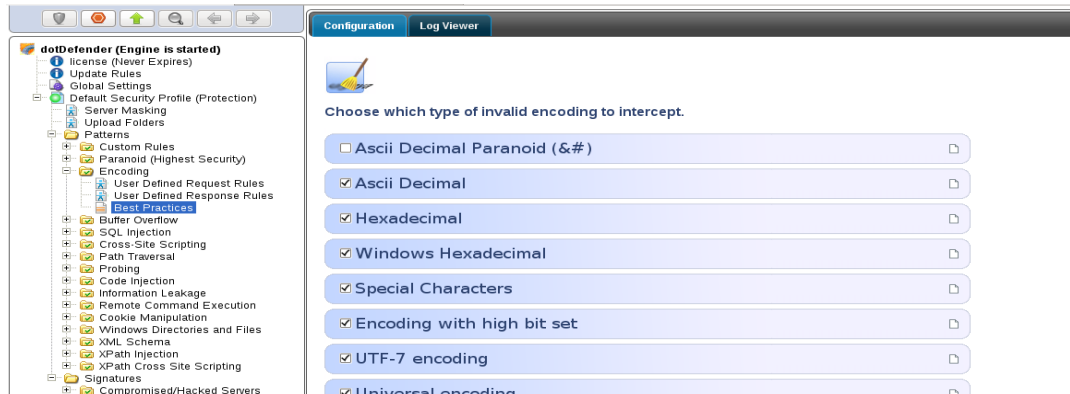 dotDefender (Engine is started)
license (Never Expires)
Update Rules
Global Settings
Default Security Profile (Protection)
Server Masking
Upload Folders
Patterns
Custom Rules
Paranoid (Highest Security)
Encoding
User Defined Request Rules
User Defined Response Rules
Best Practices
Buffer Overflow
SQL Injection
Cross-Site Scripting
Path Traversal
Probing
Code Injection
Information Leakage
Remote Command Execution
Cookie Manipulation
Windows Directories and Files
XML Schema
XPath Injection
XPath Cross Site Scripting
Signatures
Compromised/Hacked Servers
Configuration Log Viewer
Choose which type of invalid encoding to intercept.
Ascii Decimal Paranoid (&#)
Ascii Decimal
Hexadecimal
Windows Hexadecimal
Special Characters
Encoding with high bit set
UTF-7 encoding
Universal encoding